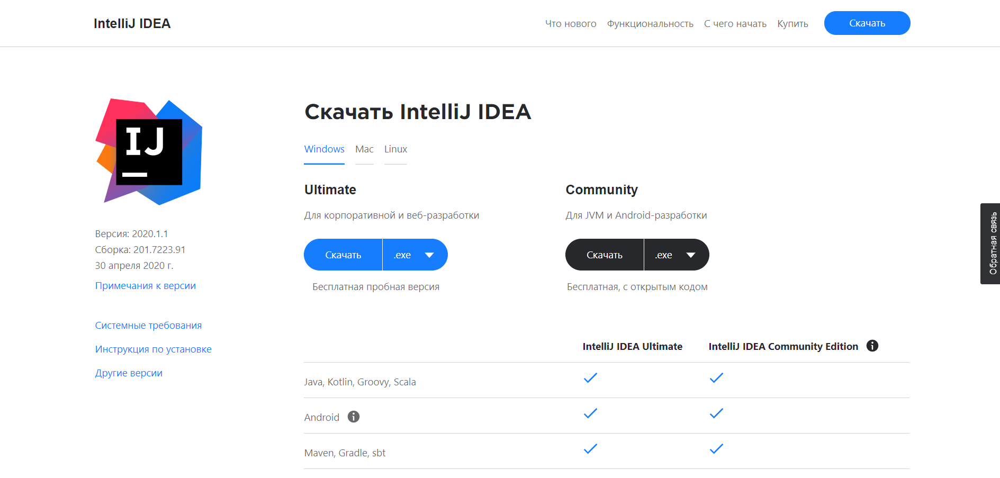 IntelliJ IDEA
Что нового Функциональность С чего начать Купить Скачать
IJ
Скачать IntelliJ IDEA
Windows Mac Linux
Ultimate
Для корпоративной и веб-разработки
Скачать .exe
Бесплатная пробная версия
Community
Для JVM и Android-разработки
Скачать .exe
Бесплатная, с открытым кодом
Версия: 2020.1.1
Сборка: 201.7223.91
30 апреля 2020 г.
Примечания к версии
Системные требования
Инструкция по установке
Другие версии
Обратная связь
IntelliJ IDEA Ultimate IntelliJ IDEA Community Edition
Java, Kotlin, Groovy, Scala
Android
Maven, Gradle, sbt